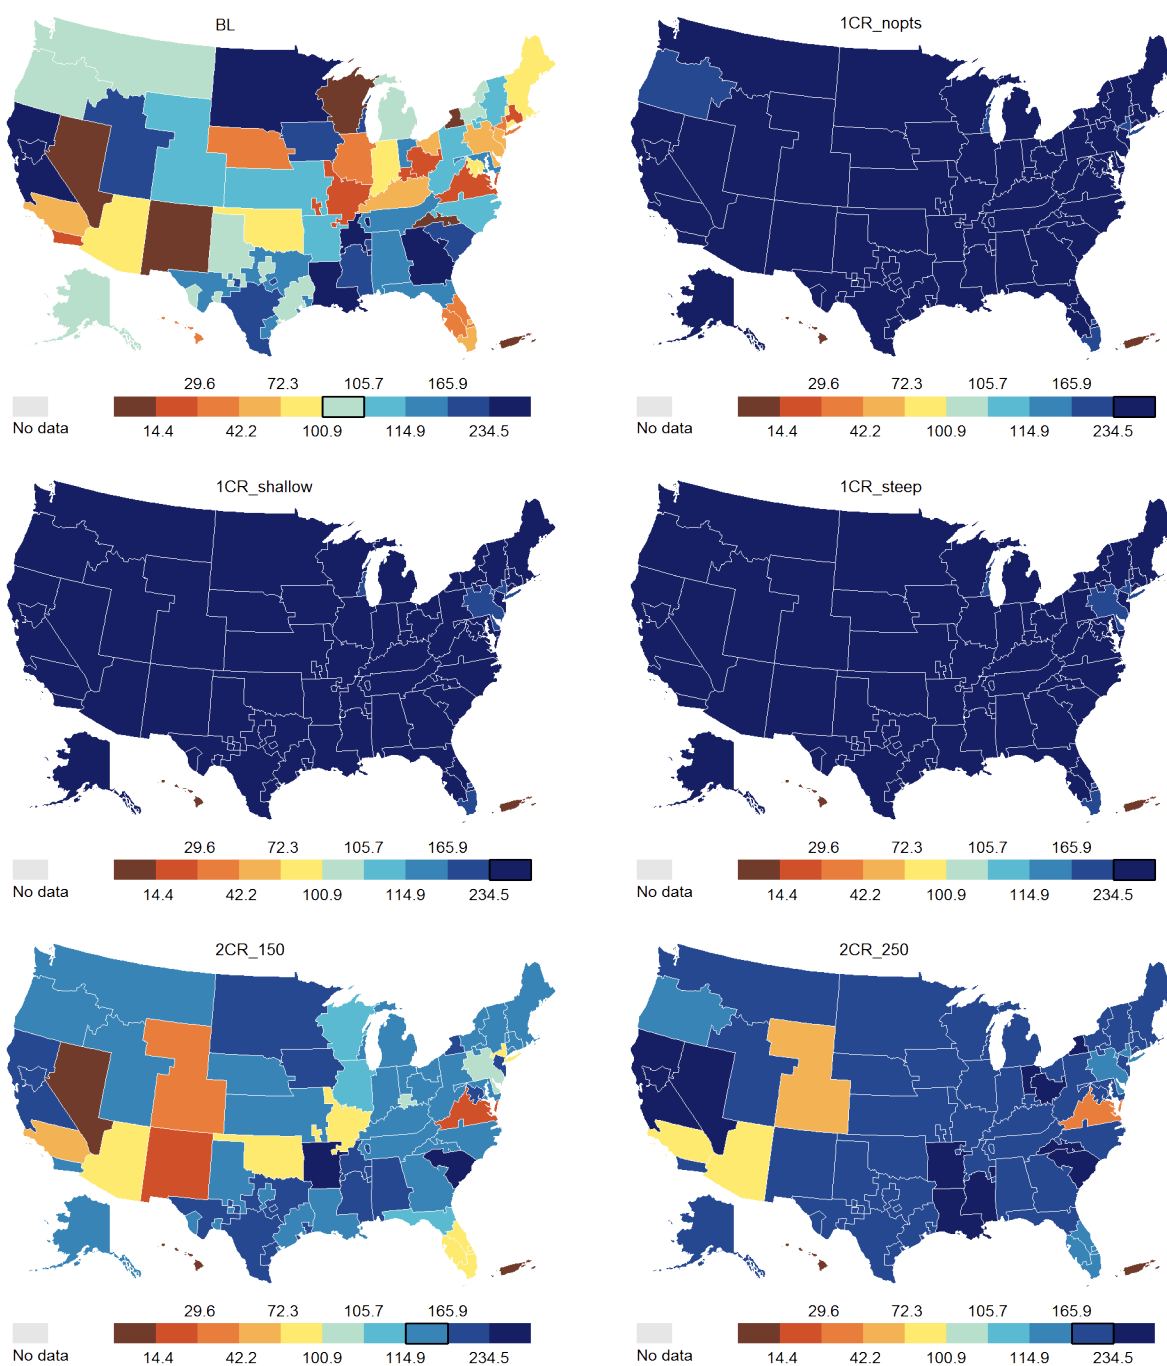 BL
1CR_nopts
29.6 72.3 105.7 165.9
No data 14.4 42.2 100.9 114.9 234.5
29.6 72.3 105.7 165.9
No data 14.4 42.2 100.9 114.9 234.5
1CR_shallow
1CR_steep
29.6 72.3 105.7 165.9
No data 14.4 42.2 100.9 114.9 234.5
29.6 72.3 105.7 165.9
No data 14.4 42.2 100.9 114.9 234.5
2CR_150
2CR_250
29.6 72.3 105.7 165.9
No data 14.4 42.2 100.9 114.9 234.5
29.6 72.3 105.7 165.9
No data 14.4 42.2 100.9 114.9 234.5